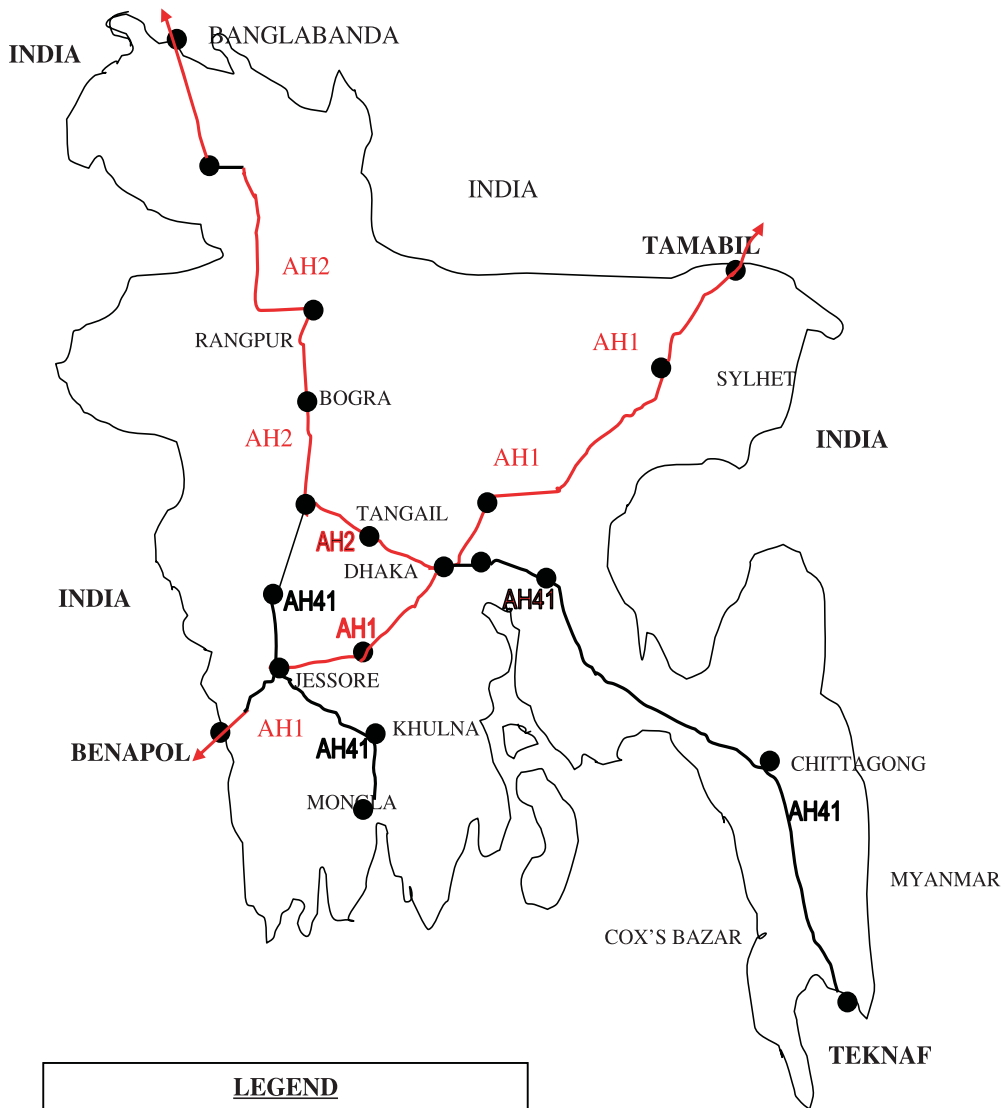 BANGLABANDA
INDIA
INDIA
TAMABIL
AH2
RANGPUR
AH1
SYLHET
BOGRA
AH2
AH1
INDIA
TANGAIL
AH2
DHAKA
INDIA
AH41
AH41
AH1
JESSORE
AH1
KHULNA
BENAPOL
AH41
CHITTAGONG
MONGLA
AH41
MYANMAR
COX'S BAZAR
TEKNAF
LEGEND